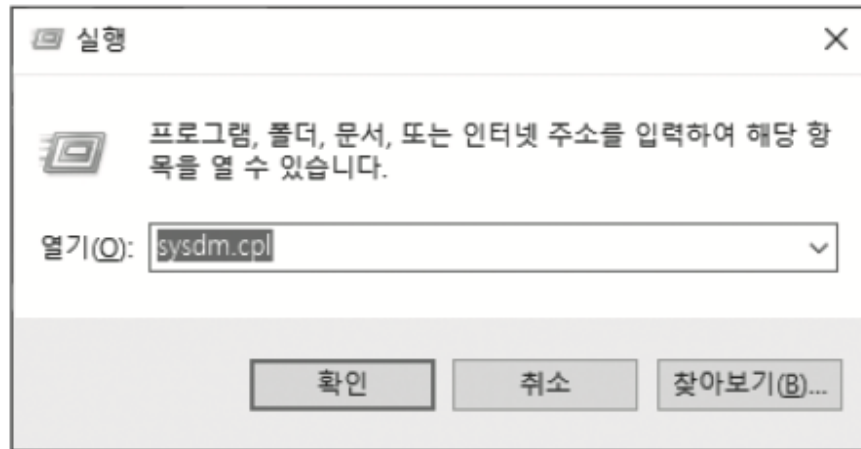 실행
프로그램, 폴더, 문서, 또는 인터넷 주소를 입력하여 해당 항
목을 열 수 있습니다.
열기(O): sysdm.cpl
확인 취소 찾아보기(B)...